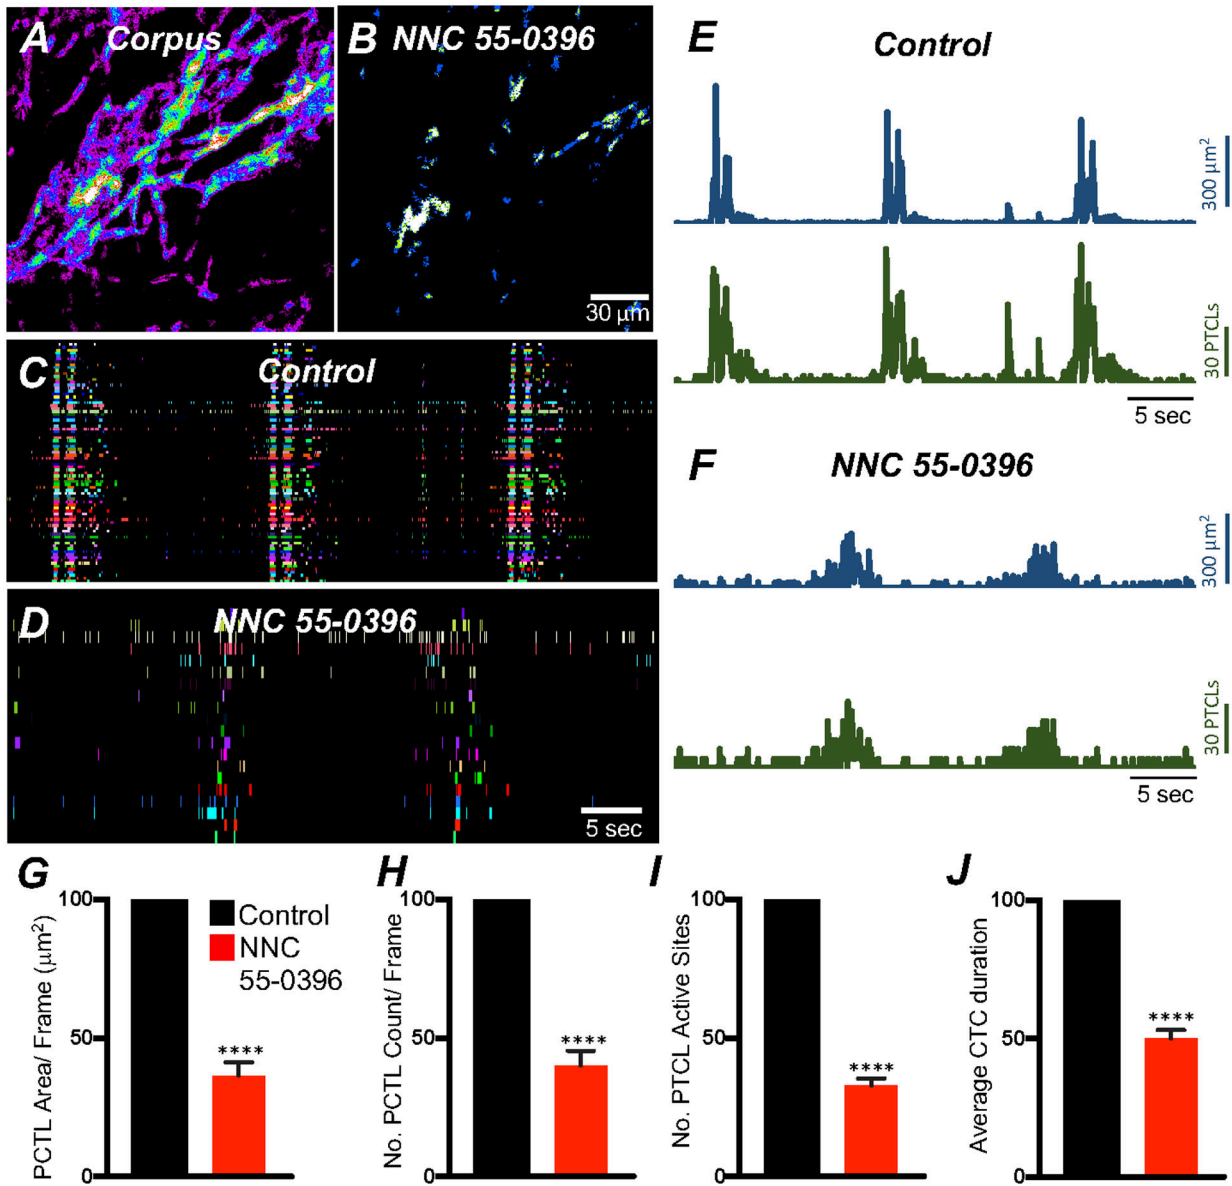 A Corpus
B NNC 55-0396
30 µm
C Control
D NNC 55-0396
5 sec
E Control
300 µm²
30 PTCLs
5 sec
F NNC 55-0396
300 µm²
30 PTCLs
5 sec
G
PCTL Area/ Frame (µm²)
100
50
0
Control
NNC
55-0396
****
H
No. PCTL Count/ Frame
100
50
0
****
I
No. PTCL Active Sites
100
50
0
****
J
Average CTC duration
100
50
0
****